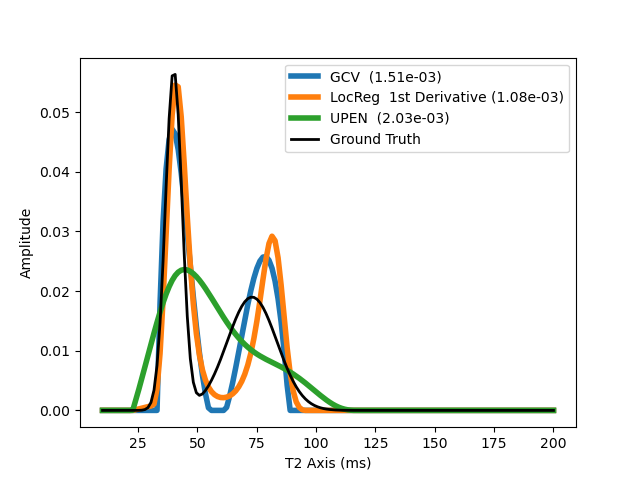 GCV  (1.51e-03)
LocReg  1st Derivative (1.08e-03)
UPEN  (2.03e-03)
Ground Truth
Amplitude
0.05
0.04
0.03
0.02
0.01
0.00
25 50 75 100 125 150 175 200
T2 Axis (ms)